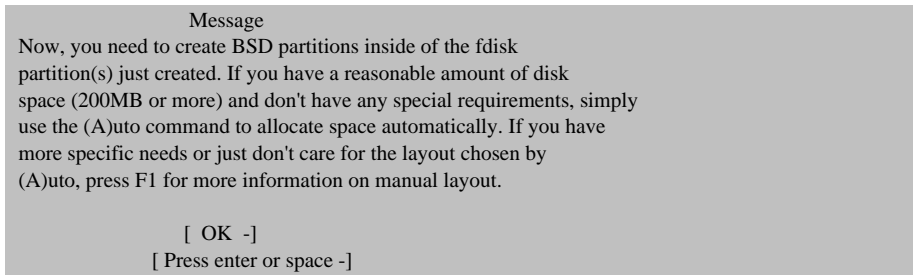 Message
Now, you need to create BSD partitions inside of the fdisk
partition(s) just created. If you have a reasonable amount of disk
space (200MB or more) and don't have any special requirements, simply
use the (A)uto command to allocate space automatically. If you have
more specific needs or just don't care for the layout chosen by
(A)uto, press F1 for more information on manual layout.
[ OK -]
[ Press enter or space -]